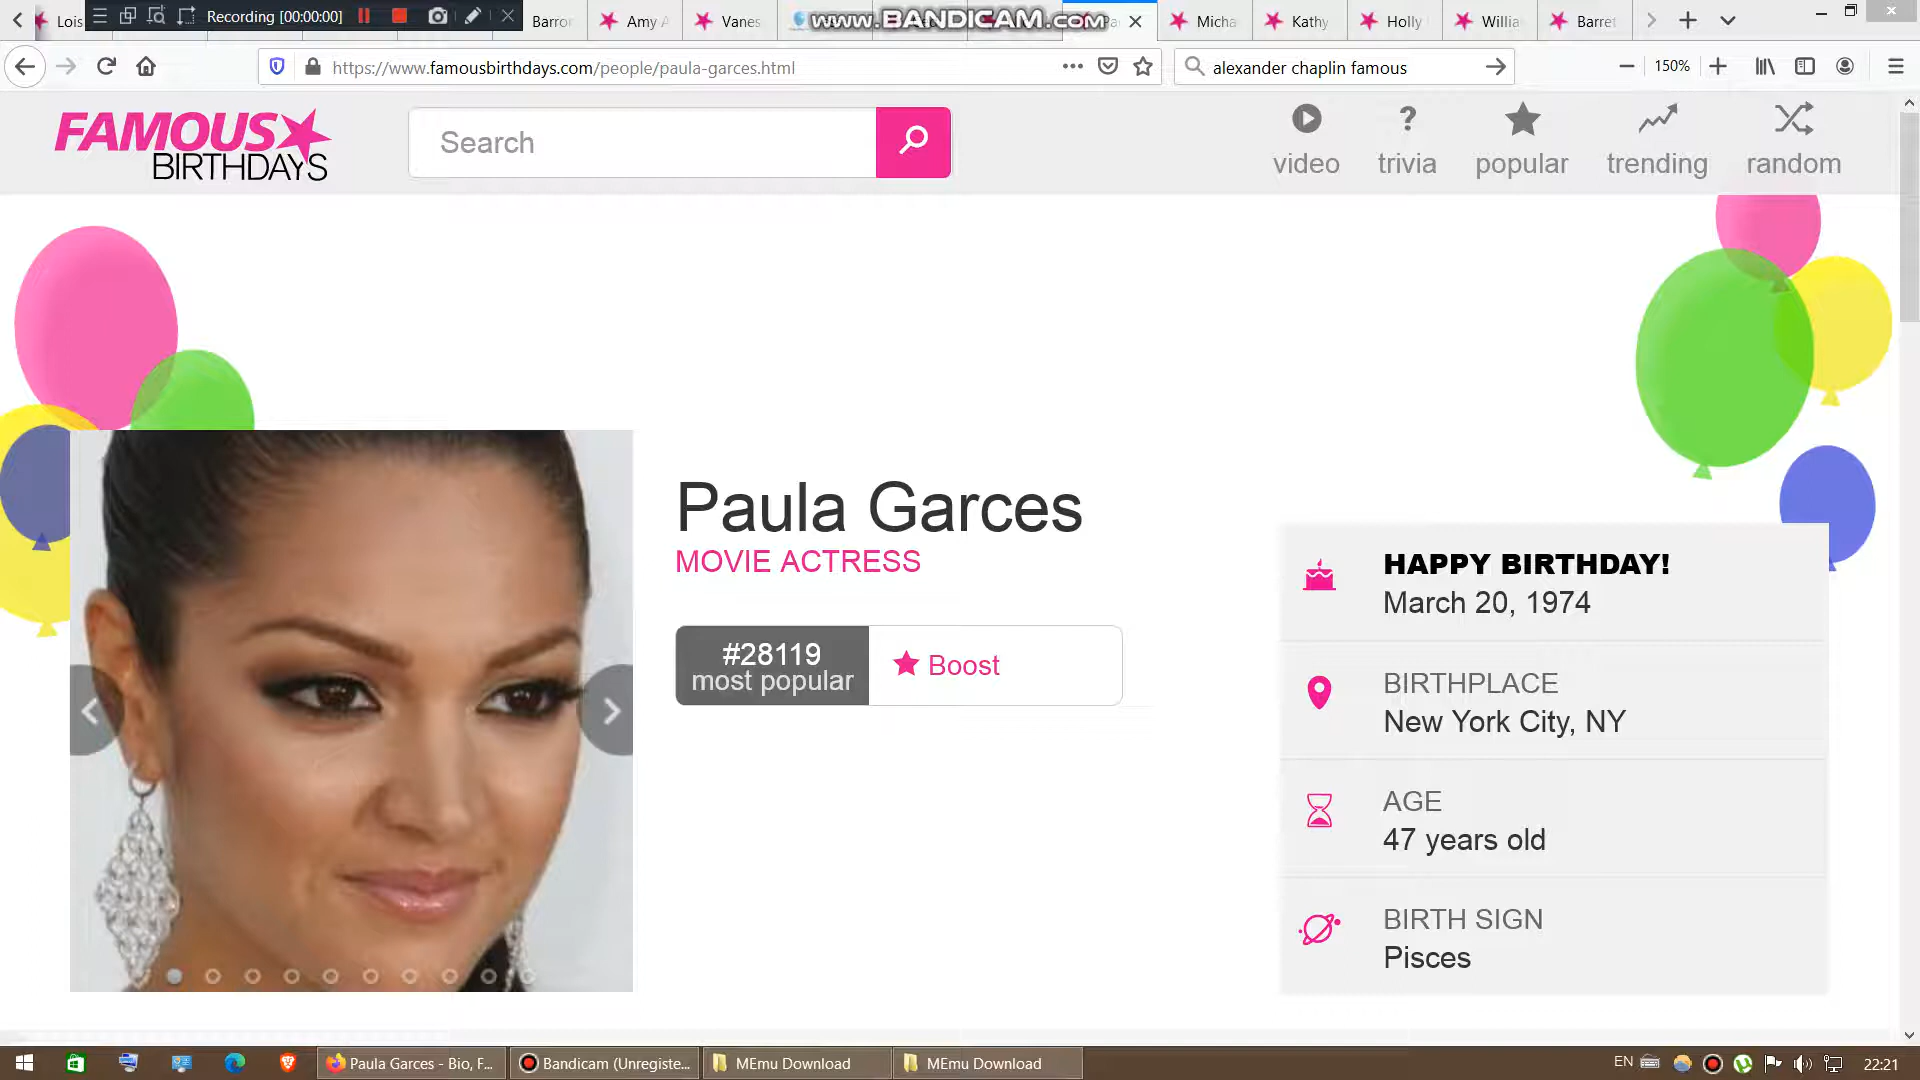 Lois
Recording [00:00:00]
Barro
Amy A
Vanes
www.BANDICAM.com
Micha
Kathy
Holly
Willia
Barret
https://www.famousbirthdays.com/people/paula-garces.html
alexander chaplin famous
150%
FAMOUS
BIRTHDAYS
Search
video
? trivia
popular
trending
random
Paula Garces
MOVIE ACTRESS
#28119
most popular
Boost
HAPPY BIRTHDAY!
March 20, 1974
BIRTHPLACE
New York City, NY
AGE
47 years old
BIRTH SIGN
Pisces
Paula Garces - Bio, F...
Bandicam (Unregiste...
MEmu Download
MEmu Download
EN
22:21